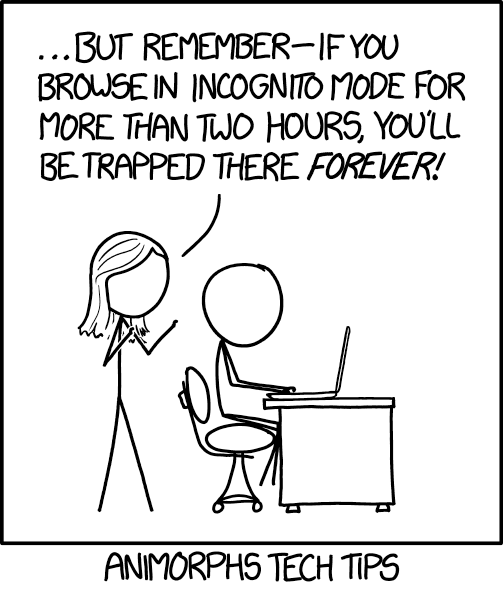 ...BUT REMEMBER—IF YOU
BROWSE IN INCOGNITO MODE FOR
MORE THAN TWO HOURS, YOU'LL
BE TRAPPED THERE FOREVER!
ANIMORPHS TECH TIPS